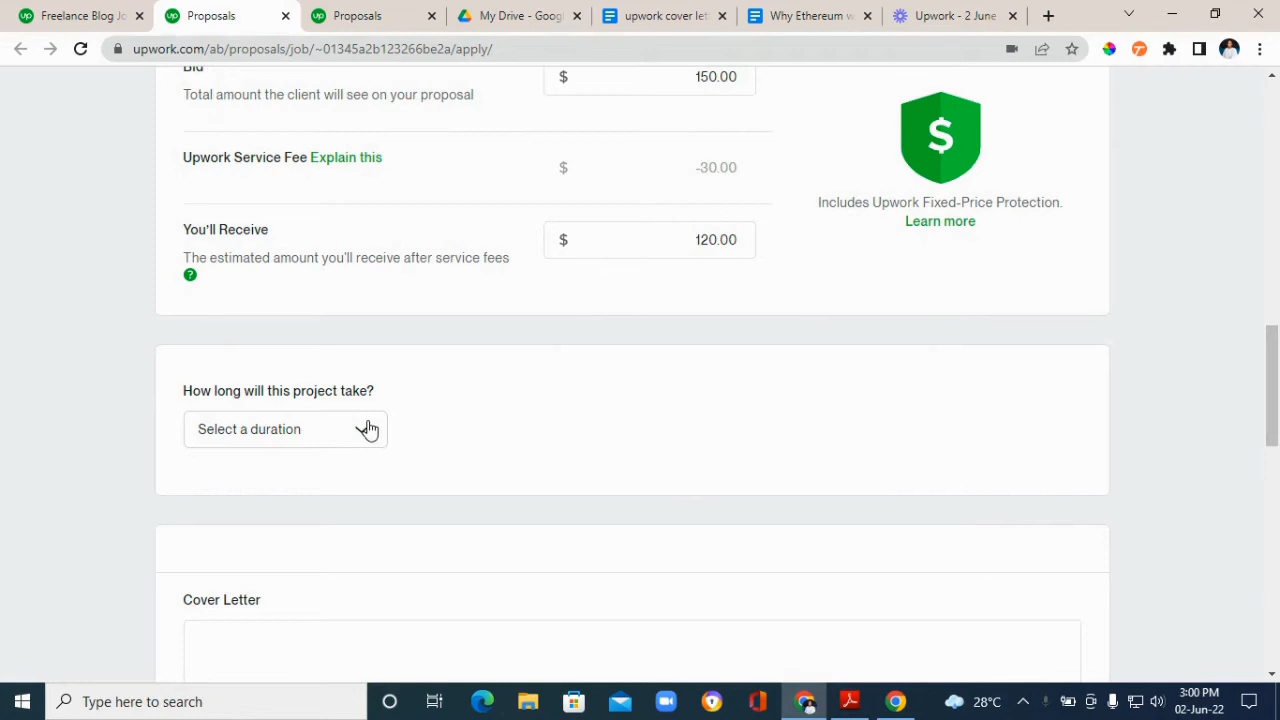 Freelance Blog Jo
Proposals
Proposals
My Drive - Goog
upwork cover let
Why Ethereum w
Upwork - 2 June
upwork.com/ab/proposals/job/~01345a2b123266be2a/apply/
Bid
$ 150.00
Total amount the client will see on your proposal
Upwork Service Fee Explain this
$ -30.00
You'll Receive
$ 120.00
The estimated amount you'll receive after service fees
?
$
Includes Upwork Fixed-Price Protection.
Learn more
How long will this project take?
Select a duration
Cover Letter
Type here to search
28°C
3:00 PM
02-Jun-22